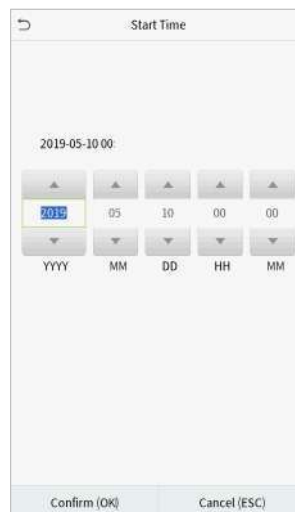 Start Time
2019-05-10 00:
2019 05 10 00 00
YYYY MM DD HH MM
Confirm (OK) Cancel (ESC)